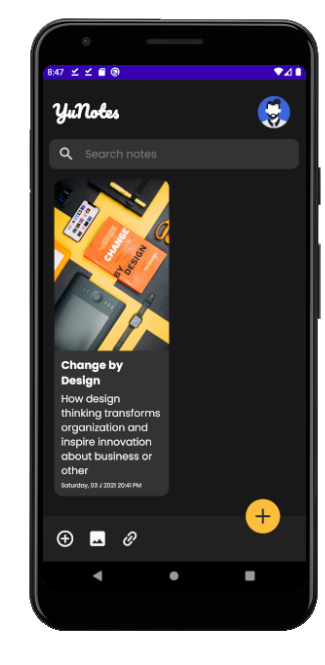 8:47
YuNotes
Search notes
CHANGE
BY
DESIGN
Change by
Design
How design
thinking transforms
organization and
inspire innovation
about business or
other
Saturday, 03 J 2021 20:41 PM